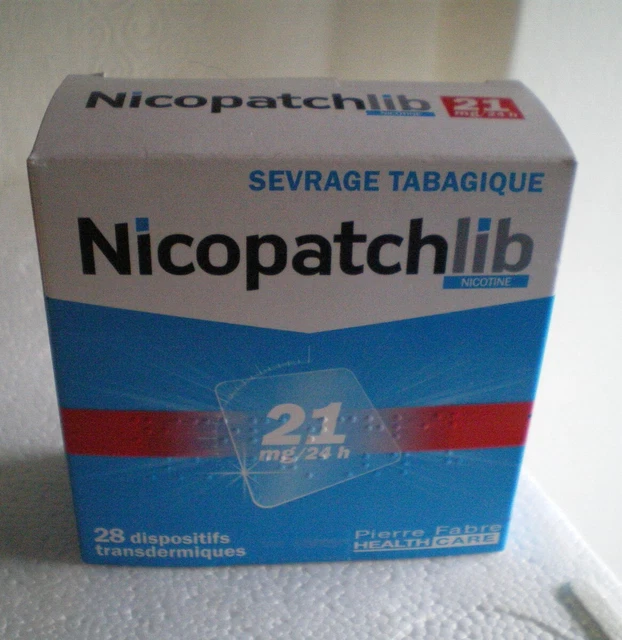 Nicopatchlib 21
NICOTINE mg/24 h
SEVRAGE TABAGIQUE
Nicopatchlib
NICOTINE
21
mg/24 h
28 dispositifs
transdermiques
Pierre Fabre
HEALTH CARE